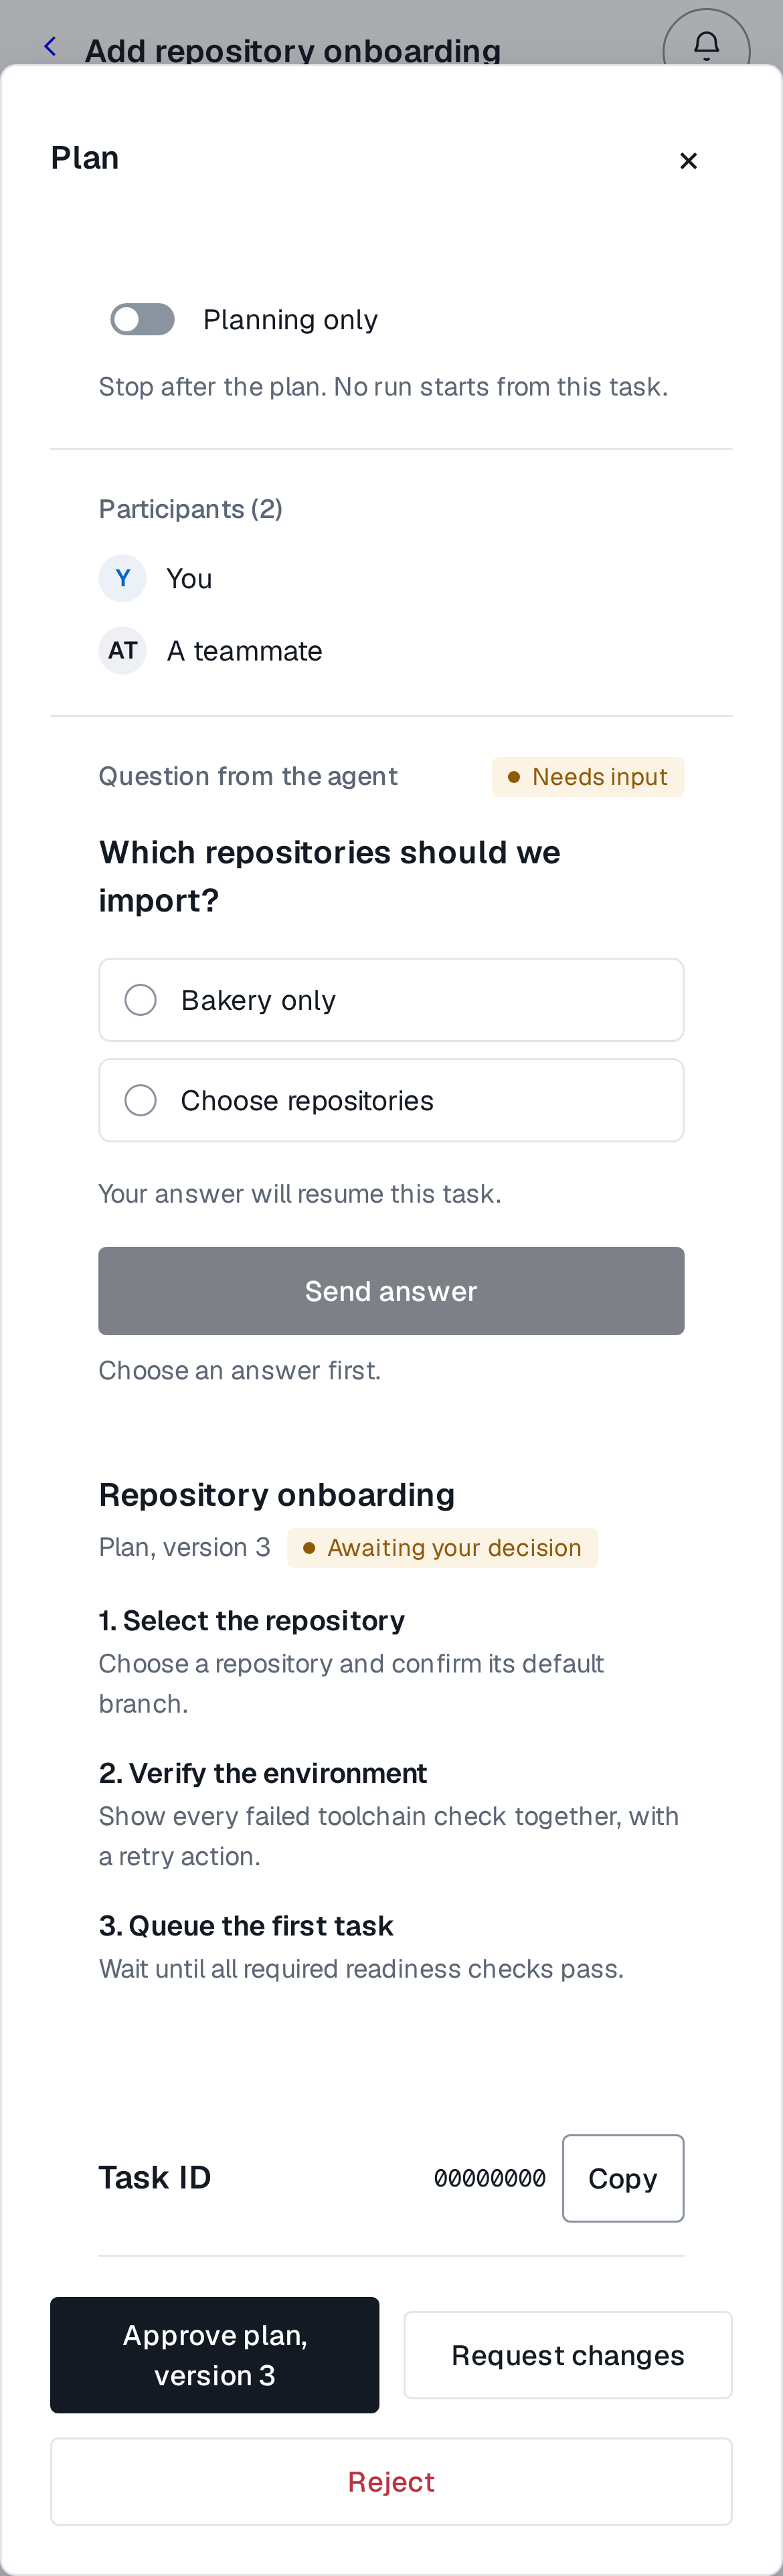 Add repository onboarding
Plan
Planning only
Stop after the plan. No run starts from this task.
Participants (2)
Y You
AT A teammate
Question from the agent Needs input
Which repositories should we
import?
Bakery only
Choose repositories
Your answer will resume this task.
Send answer
Choose an answer first.
Repository onboarding
Plan, version 3 Awaiting your decision
1. Select the repository
Choose a repository and confirm its default
branch.
2. Verify the environment
Show every failed toolchain check together, with
a retry action.
3. Queue the first task
Wait until all required readiness checks pass.
Task ID 00000000 Copy
Approve plan,
version 3
Request changes
Reject